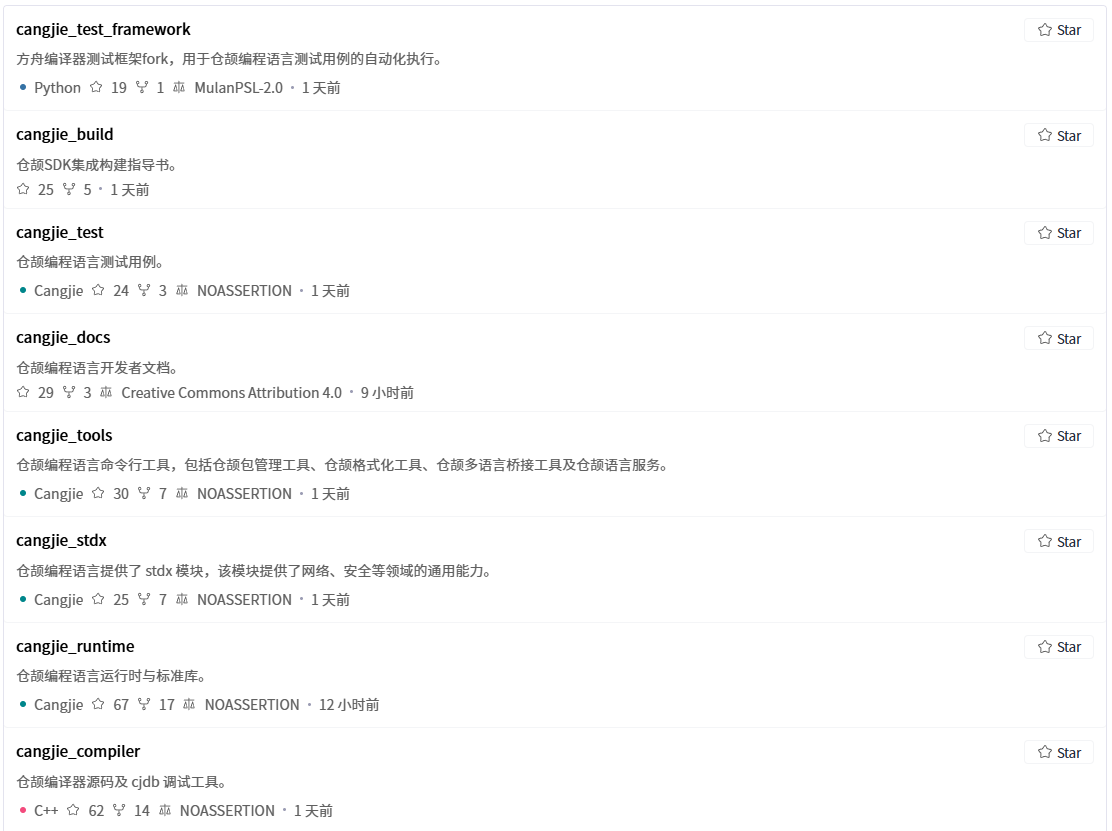 cangjie_test_framework
Star
方舟编译器测试框架fork，用于仓颉编程语言测试用例的自动化执行。
Python 19 1 MulanPSL-2.0 · 1 天前
cangjie_build
Star
仓颉SDK集成构建指导书。
25 5 · 1 天前
cangjie_test
Star
仓颉编程语言测试用例。
Cangjie 24 3 NOASSERTION · 1 天前
cangjie_docs
Star
仓颉编程语言开发者文档。
29 3 Creative Commons Attribution 4.0 · 9 小时前
cangjie_tools
Star
仓颉编程语言命令行工具，包括仓颉包管理工具、仓颉格式化工具、仓颉多语言桥接工具及仓颉语言服务。
Cangjie 30 7 NOASSERTION · 1 天前
cangjie_stdx
Star
仓颉编程语言提供了 stdx 模块，该模块提供了网络、安全等领域的通用能力。
Cangjie 25 7 NOASSERTION · 1 天前
cangjie_runtime
Star
仓颉编程语言运行时与标准库。
Cangjie 67 17 NOASSERTION · 12 小时前
cangjie_compiler
Star
仓颉编译器源码及 cjdb 调试工具。
C++ 62 14 NOASSERTION · 1 天前